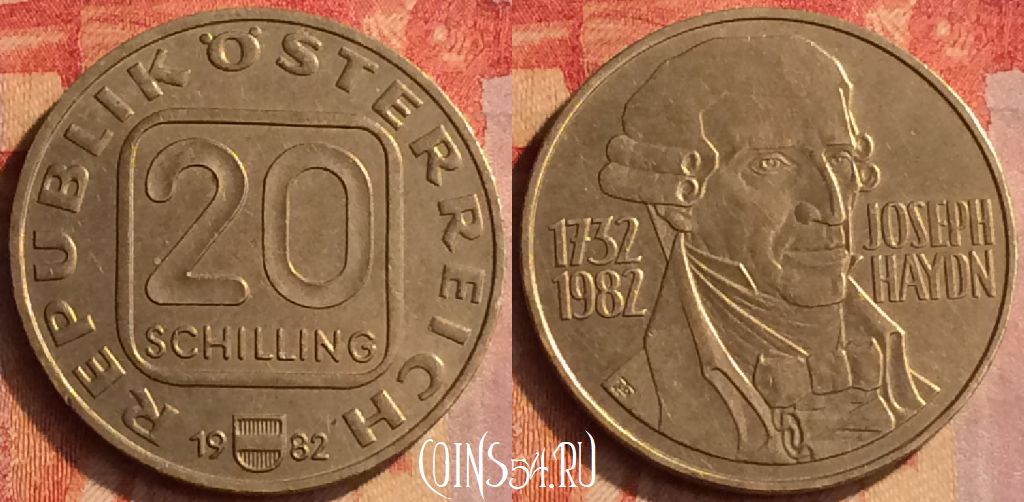 REPUBLIK ÖSTERREICH
20
SCHILLING
19 82
1732
1982
JOSEPH
HAYDN
COINS54.RU